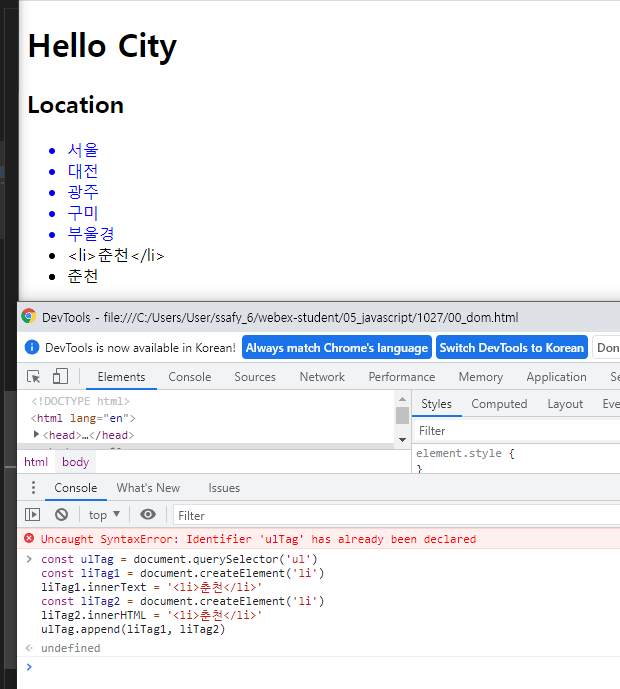 Hello City
Location
서울
대전
광주
구미
부울경
<li>춘천</li>
춘천
DevTools - file:///C:/Users/User/ssafy_6/webex-student/05_javascript/1027/00_dom.html
DevTools is now available in Korean! Always match Chrome's language Switch DevTools to Korean Don
Elements Console Sources Network Performance Memory Application Se
<!DOCTYPE html>
<html lang="en">
<head>…</head>
html body
Styles Computed Layout Eve
Filter
element.style {
}
Console What's New Issues
top Filter
Uncaught SyntaxError: Identifier 'ulTag' has already been declared
const ulTag = document.querySelector('ul')
const liTag1 = document.createElement('li')
liTag1.innerText = '<li>춘천</li>'
const liTag2 = document.createElement('li')
liTag2.innerHTML = '<li>춘천</li>'
ulTag.append(liTag1, liTag2)
undefined